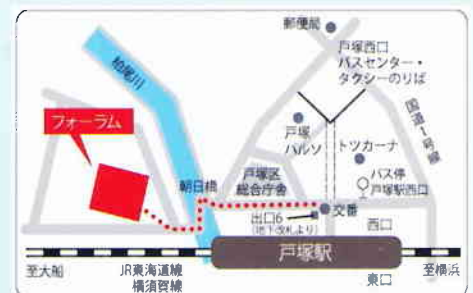 郵便局
戸塚西口
バスセンター・
タクシーのりば
柏尾川
国道1号線
フォーラム
戸塚
パルソ
トツカーナ
戸塚区
総合庁舎
バス停
戸塚駅西口
朝日橋
交番
出口6
(地下改札より)
西口
戸塚駅
至大船
JR東海道線
横須賀線
東口
至横浜